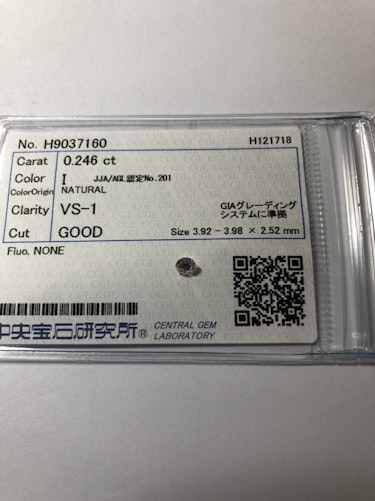 No. H9037160 H121718
Carat 0.246 ct
Color I JJA/AGL認定No.201
ColorOrigin NATURAL
Clarity VS-1 GIAグレーディング
システムに準拠
Cut GOOD Size 3.92 - 3.98 × 2.52 mm
Fluo. NONE
中央宝石研究所® CENTRAL GEM
LABORATORY